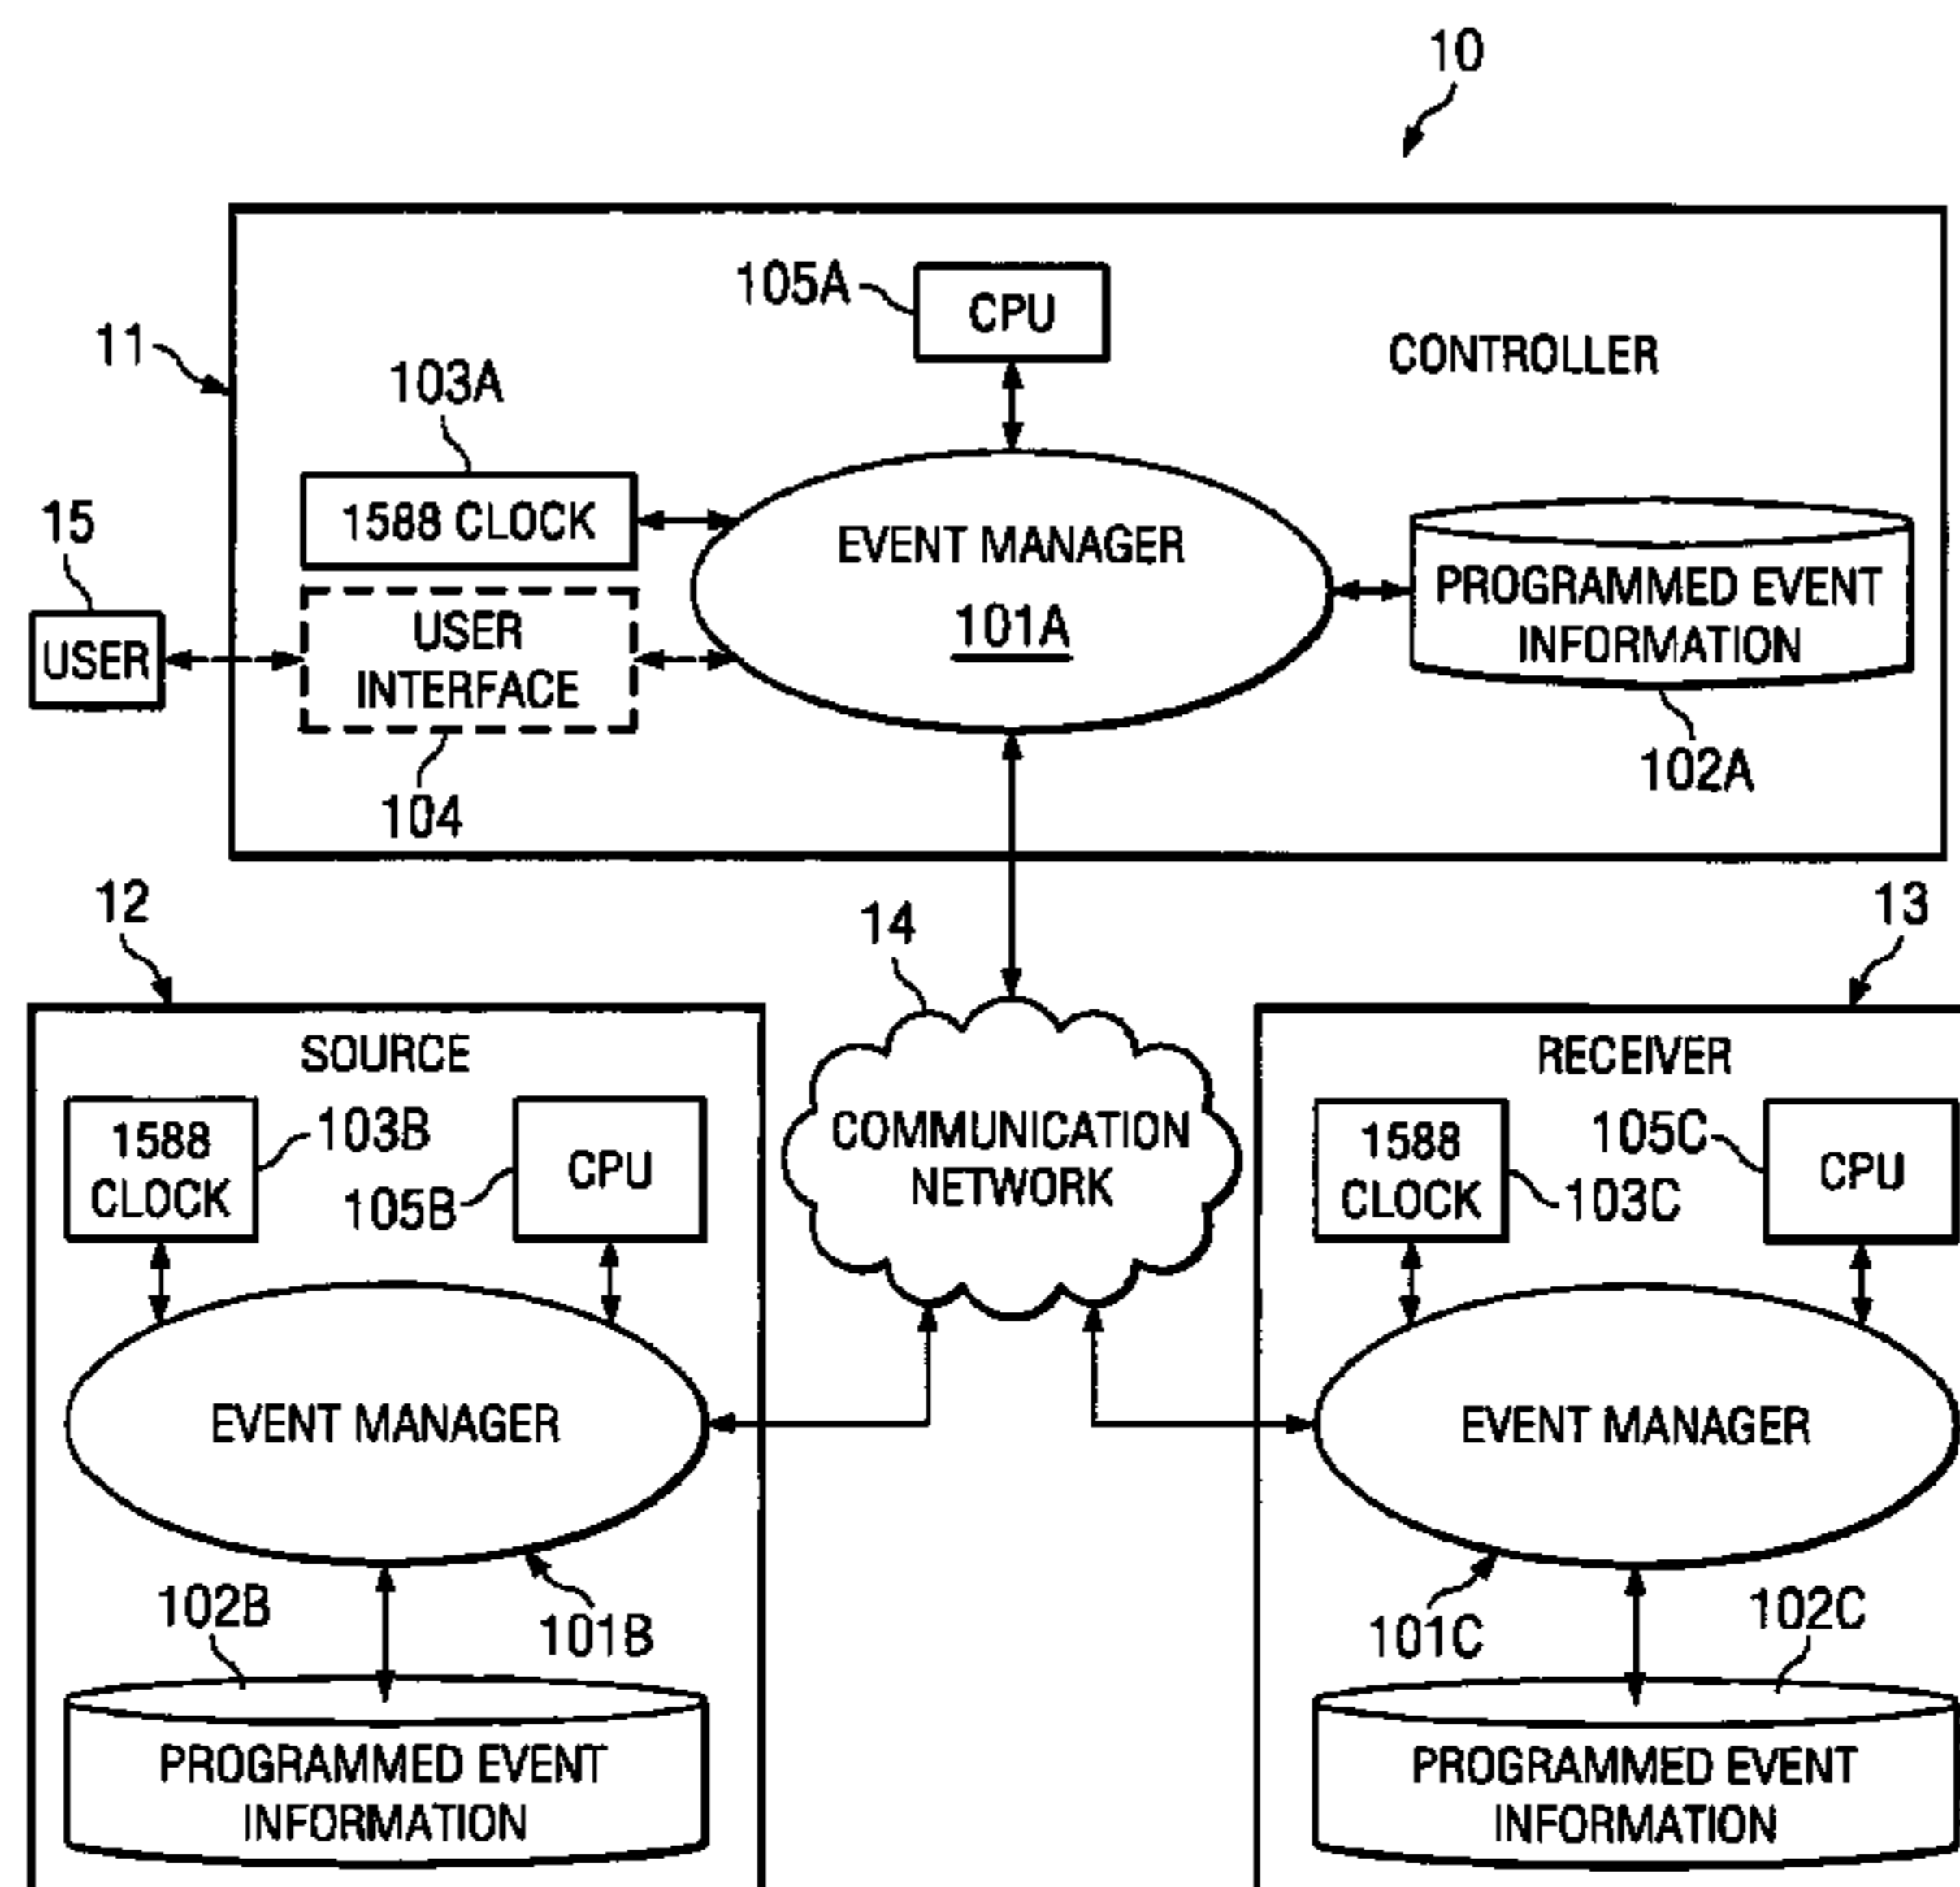 10
105A
CPU
11
CONTROLLER
103A
1588 CLOCK
15
EVENT MANAGER
101A
PROGRAMMED EVENT
INFORMATION
USER
USER
INTERFACE
104
102A
12
14
13
SOURCE
1588
CLOCK
103B
105B
CPU
COMMUNICATION
NETWORK
RECEIVER
1588
CLOCK
105C
103C
CPU
EVENT MANAGER
EVENT MANAGER
102B
101B
101C
102C
PROGRAMMED EVENT
INFORMATION
PROGRAMMED EVENT
INFORMATION